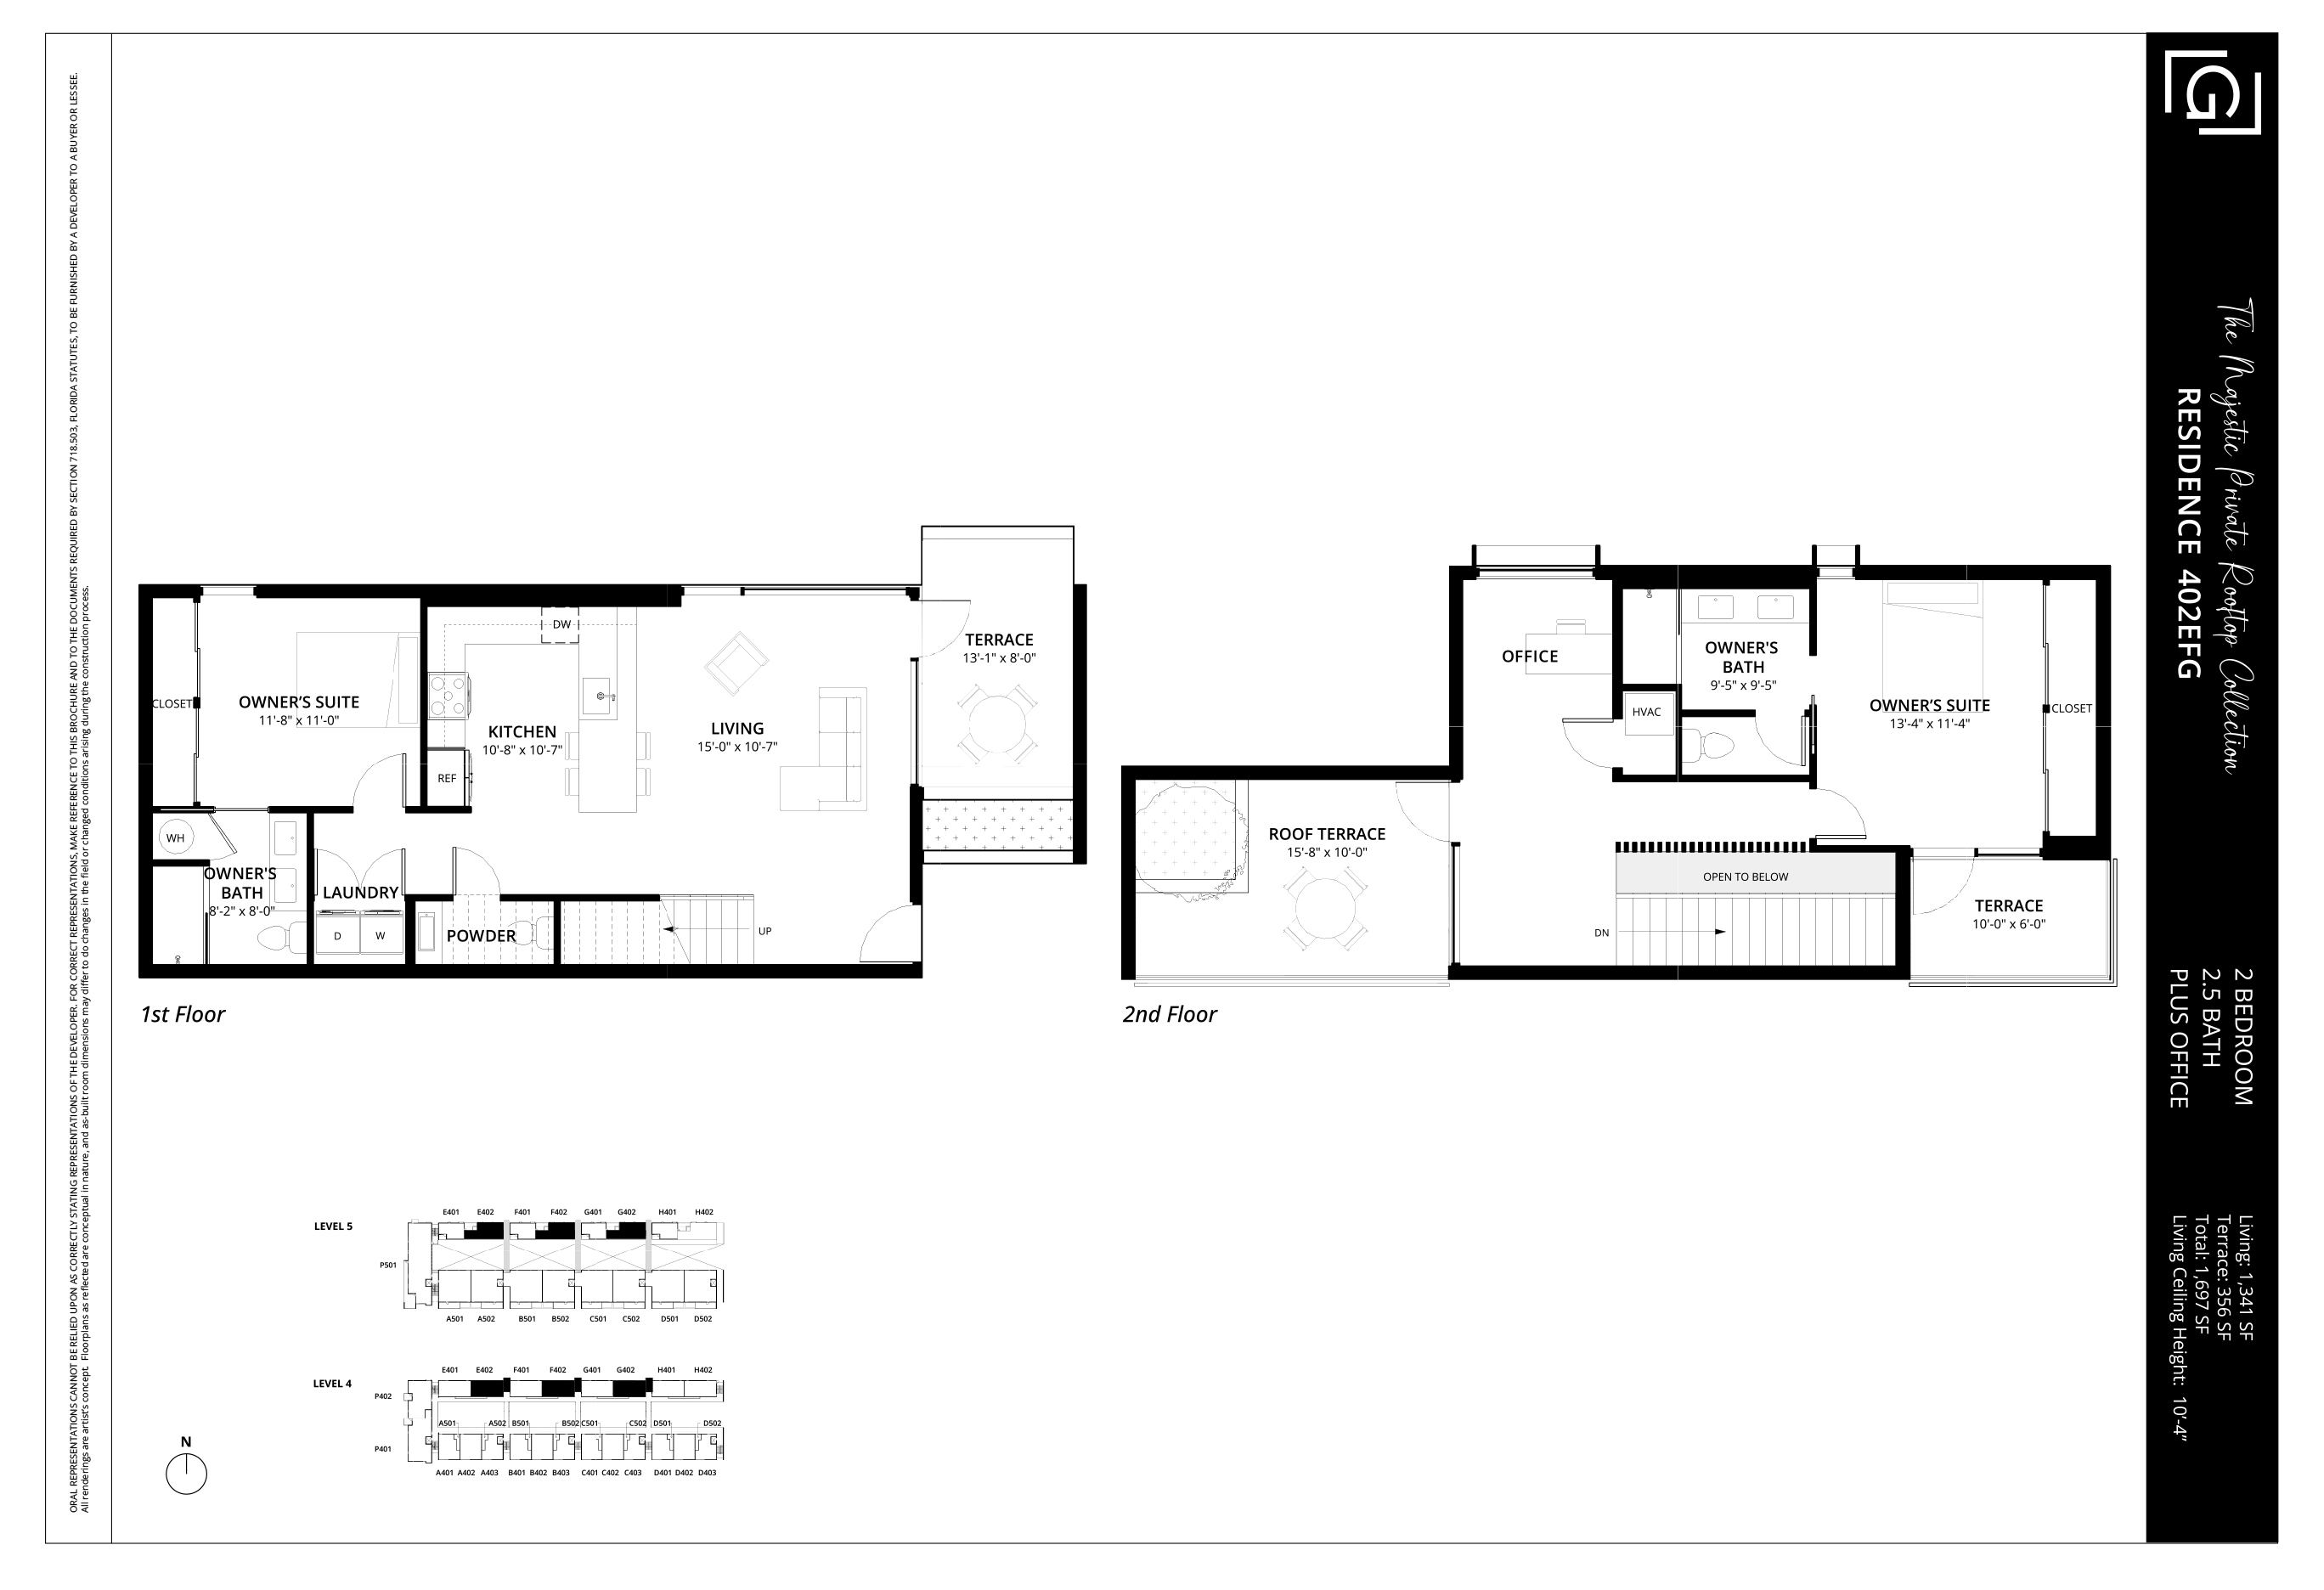 ORAL REPRESENTATIONS CANNOT BE RELIED UPON AS CORRECTLY STATING REPRESENTATIONS OF THE DEVELOPER. FOR CORRECT REPRESENTATIONS, MAKE REFERENCE TO THIS BROCHURE AND TO THE DOCUMENTS REQUIRED BY SECTION 718.503, FLORIDA STATUTES, TO BE FURNISHED BY A DEVELOPER TO A BUYER OR LESSEE.
All renderings are artist's concept. Floorplans as reflected are conceptual in nature, and as-built room dimensions may differ to do changes in the field or changed conditions arising during the construction process.
CLOSET
OWNER'S SUITE
11'-8" x 11'-0"
DW
KITCHEN
10'-8" x 10'-7"
REF
LIVING
15'-0" x 10'-7"
TERRACE
13'-1" x 8'-0"
WH
OWNER'S
BATH
8'-2" x 8'-0"
LAUNDRY
D
W
POWDER
UP
1st Floor
OFFICE
OWNER'S
BATH
9'-5" x 9'-5"
HVAC
OWNER'S SUITE
13'-4" x 11'-4"
CLOSET
ROOF TERRACE
15'-8" x 10'-0"
OPEN TO BELOW
DN
TERRACE
10'-0" x 6'-0"
2nd Floor
LEVEL 5
E401 E402 F401 F402 G401 G402 H401 H402
P501
A501 A502 B501 B502 C501 C502 D501 D502
LEVEL 4
E401 E402 F401 F402 G401 G402 H401 H402
P402
A501 A502 B501 B502 C501 C502 D501 D502
P401
A401 A402 A403 B401 B402 B403 C401 C402 C403 D401 D402 D403
N
G
The Majestic Private Rooftop Collection
RESIDENCE 402EFG
2 BEDROOM
2.5 BATH
PLUS OFFICE
Living: 1,341 SF
Terrace: 356 SF
Total: 1,697 SF
Living Ceiling Height: 10'-4"